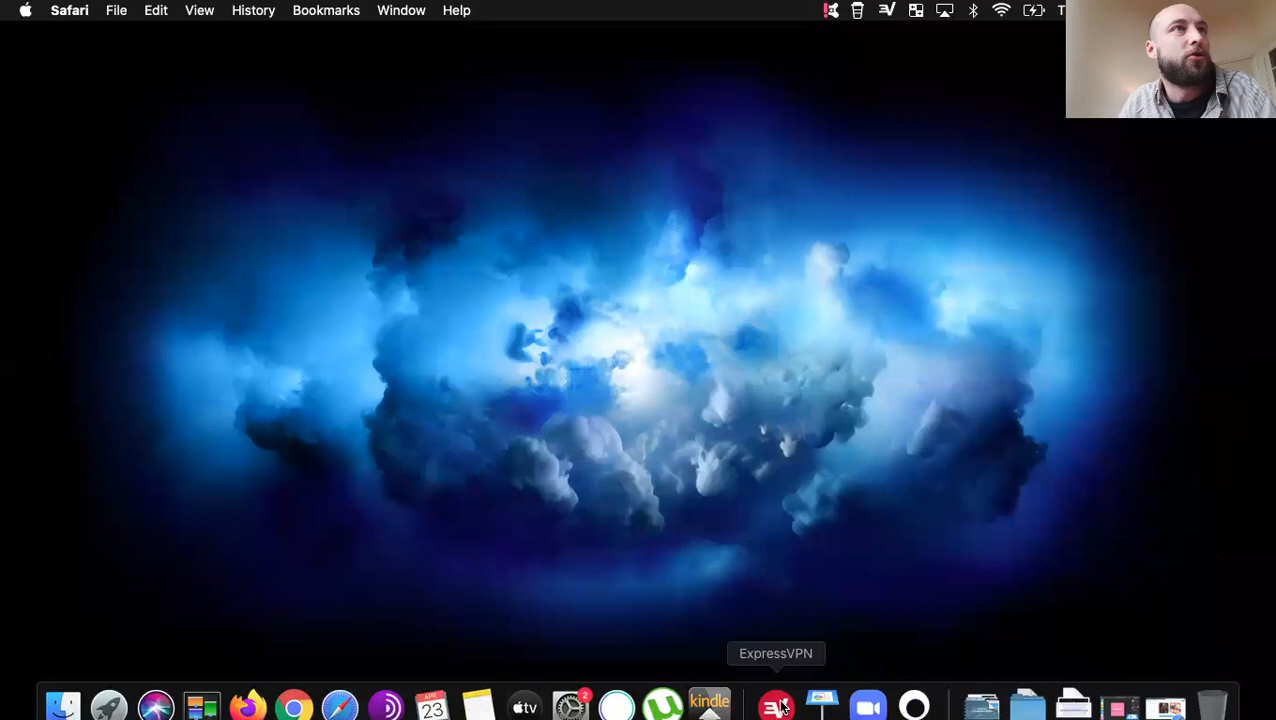 Safari File Edit View History Bookmarks Window Help T
ExpressVPN
APR
23
tv
2
kindle